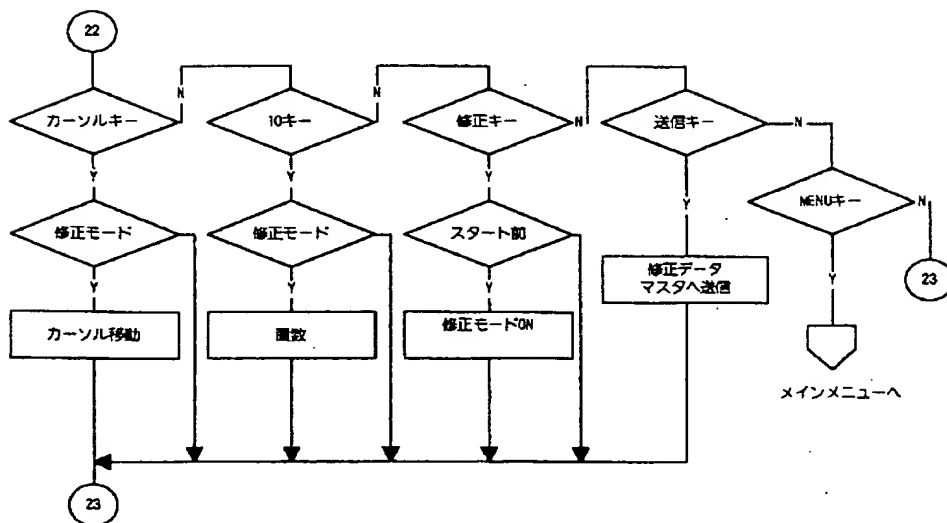 22
カーソルキー
N
10キー
N
修正キー
N
送信キー
N
Y
Y
Y
Y
MENUキー
N
修正モード
修正モード
スタート前
修正データ
マスタへ送信
23
Y
Y
Y
Y
カーソル移動
置数
修正モードON
メインメニューへ
23